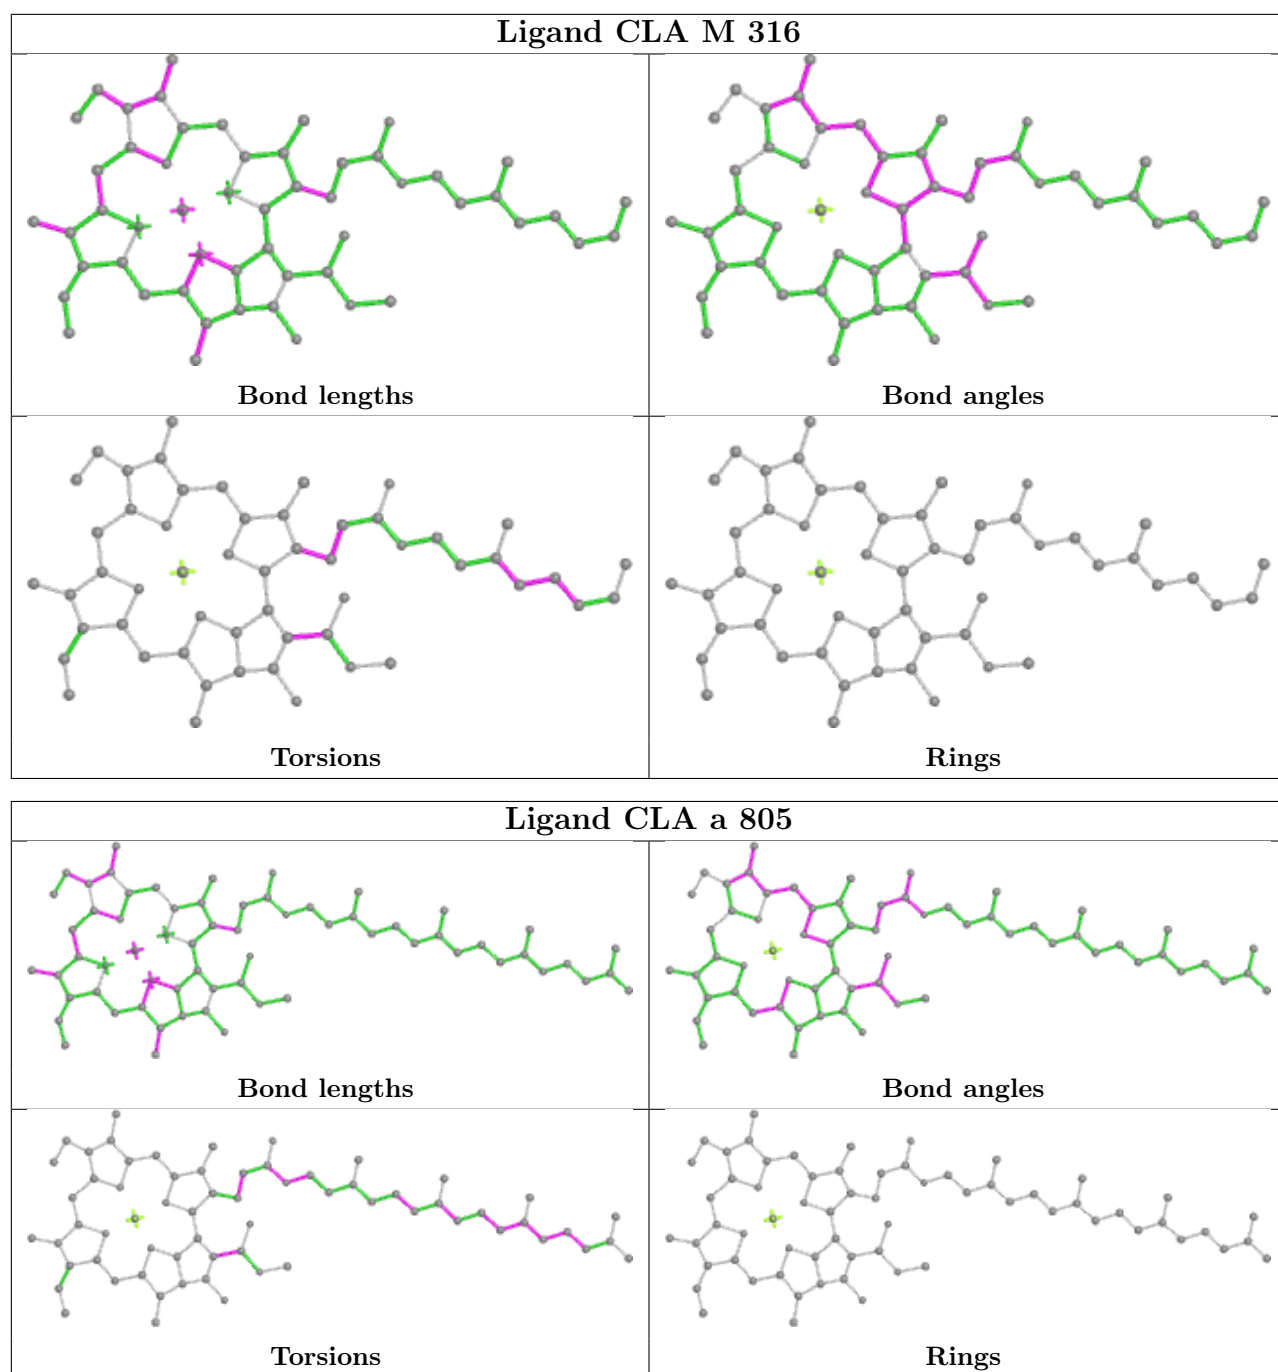 Ligand CLA M 316
Bond lengths
Bond angles
Torsions
Rings
Ligand CLA a 805
Bond lengths
Bond angles
Torsions
Rings